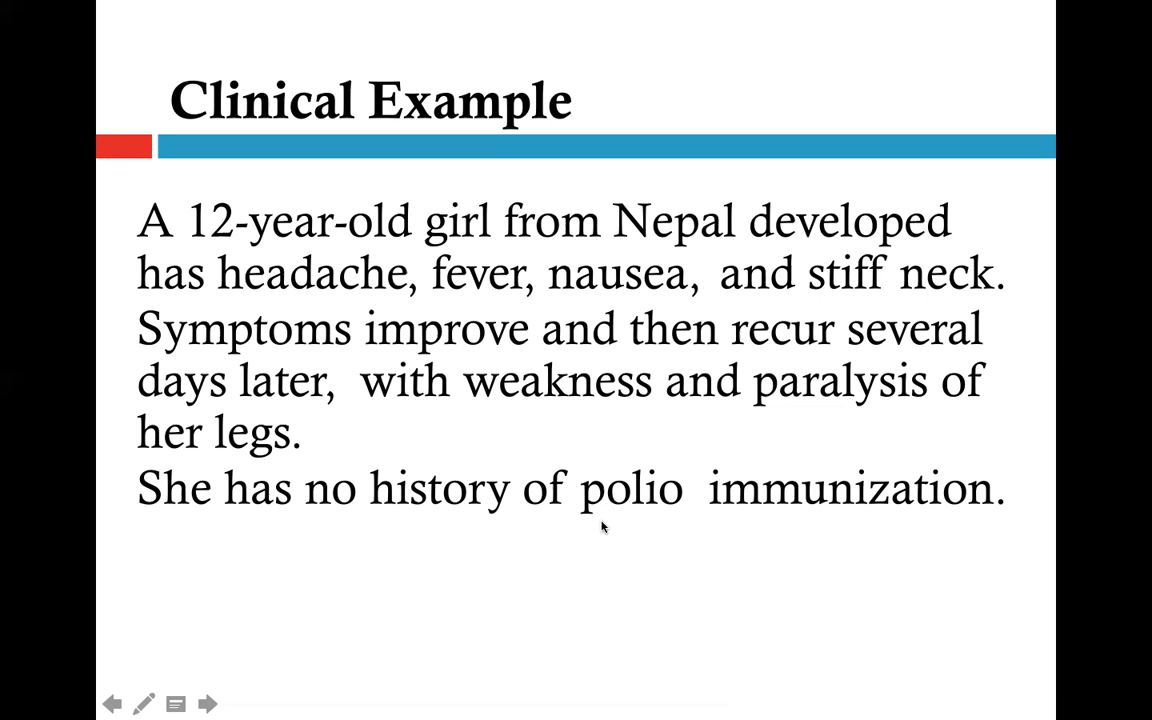 Clinical Example
A 12-year-old girl from Nepal developed
has headache, fever, nausea, and stiff neck.
Symptoms improve and then recur several
days later, with weakness and paralysis of
her legs.
She has no history of polio immunization.